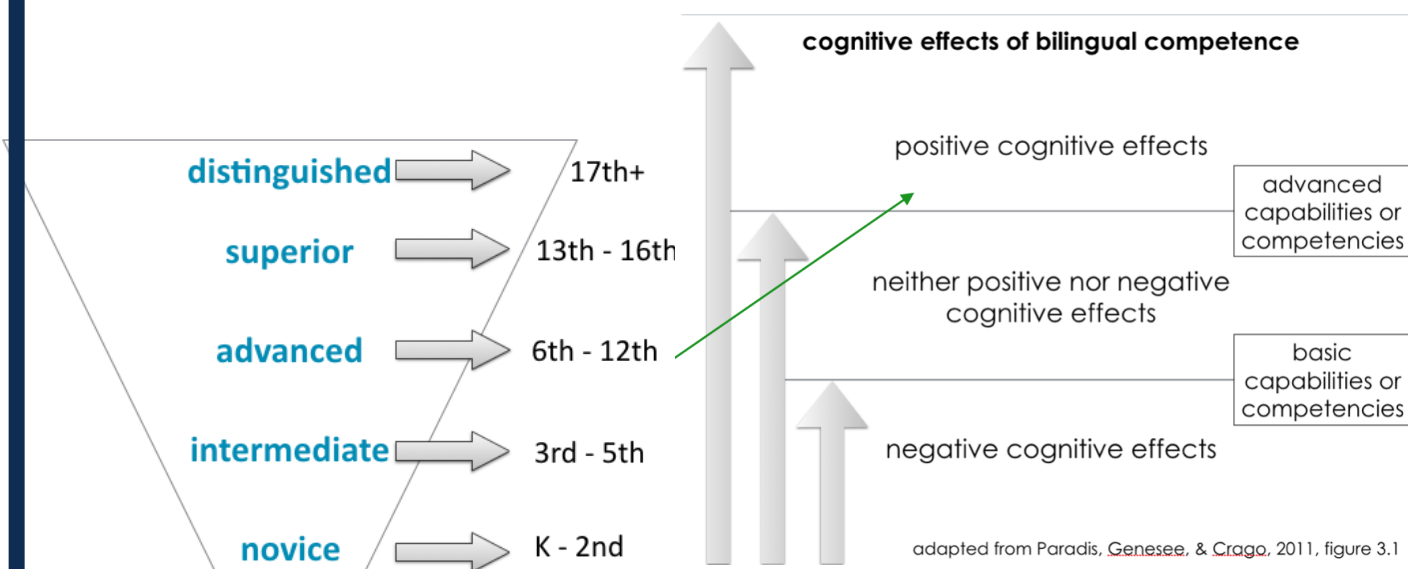 distinguished 17th+
superior 13th - 16th
advanced 6th - 12th
intermediate 3rd - 5th
novice K - 2nd
cognitive effects of bilingual competence
positive cognitive effects
advanced
capabilities or
competencies
neither positive nor negative
cognitive effects
basic
capabilities or
competencies
negative cognitive effects
adapted from Paradis, Genesee, & Crago, 2011, figure 3.1